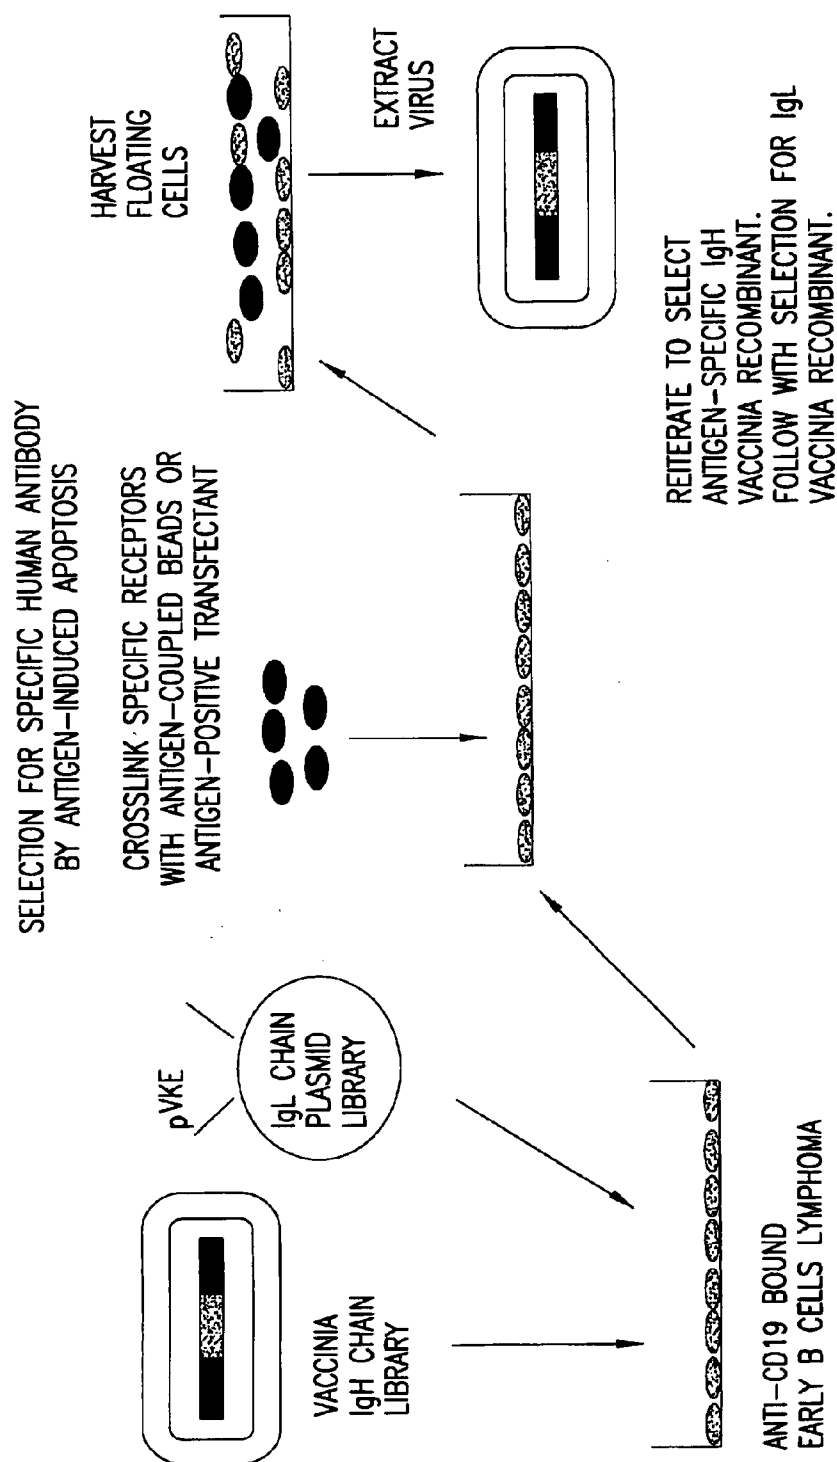 SELECTION FOR SPECIFIC HUMAN ANTIBODY
BY ANTIGEN-INDUCED APOPTOSIS
VACCINIA
IgH CHAIN
LIBRARY
pVKE
IgL CHAIN
PLASMID
LIBRARY
ANTI-CD19 BOUND
EARLY B CELLS LYMPHOMA
CROSSLINK SPECIFIC RECEPTORS
WITH ANTIGEN-COUPLED BEADS OR
ANTIGEN-POSITIVE TRANSFECTANT
HARVEST
FLOATING
CELLS
EXTRACT
VIRUS
REITERATE TO SELECT
ANTIGEN-SPECIFIC IgH
VACCINIA RECOMBINANT.
FOLLOW WITH SELECTION FOR IgL
VACCINIA RECOMBINANT.